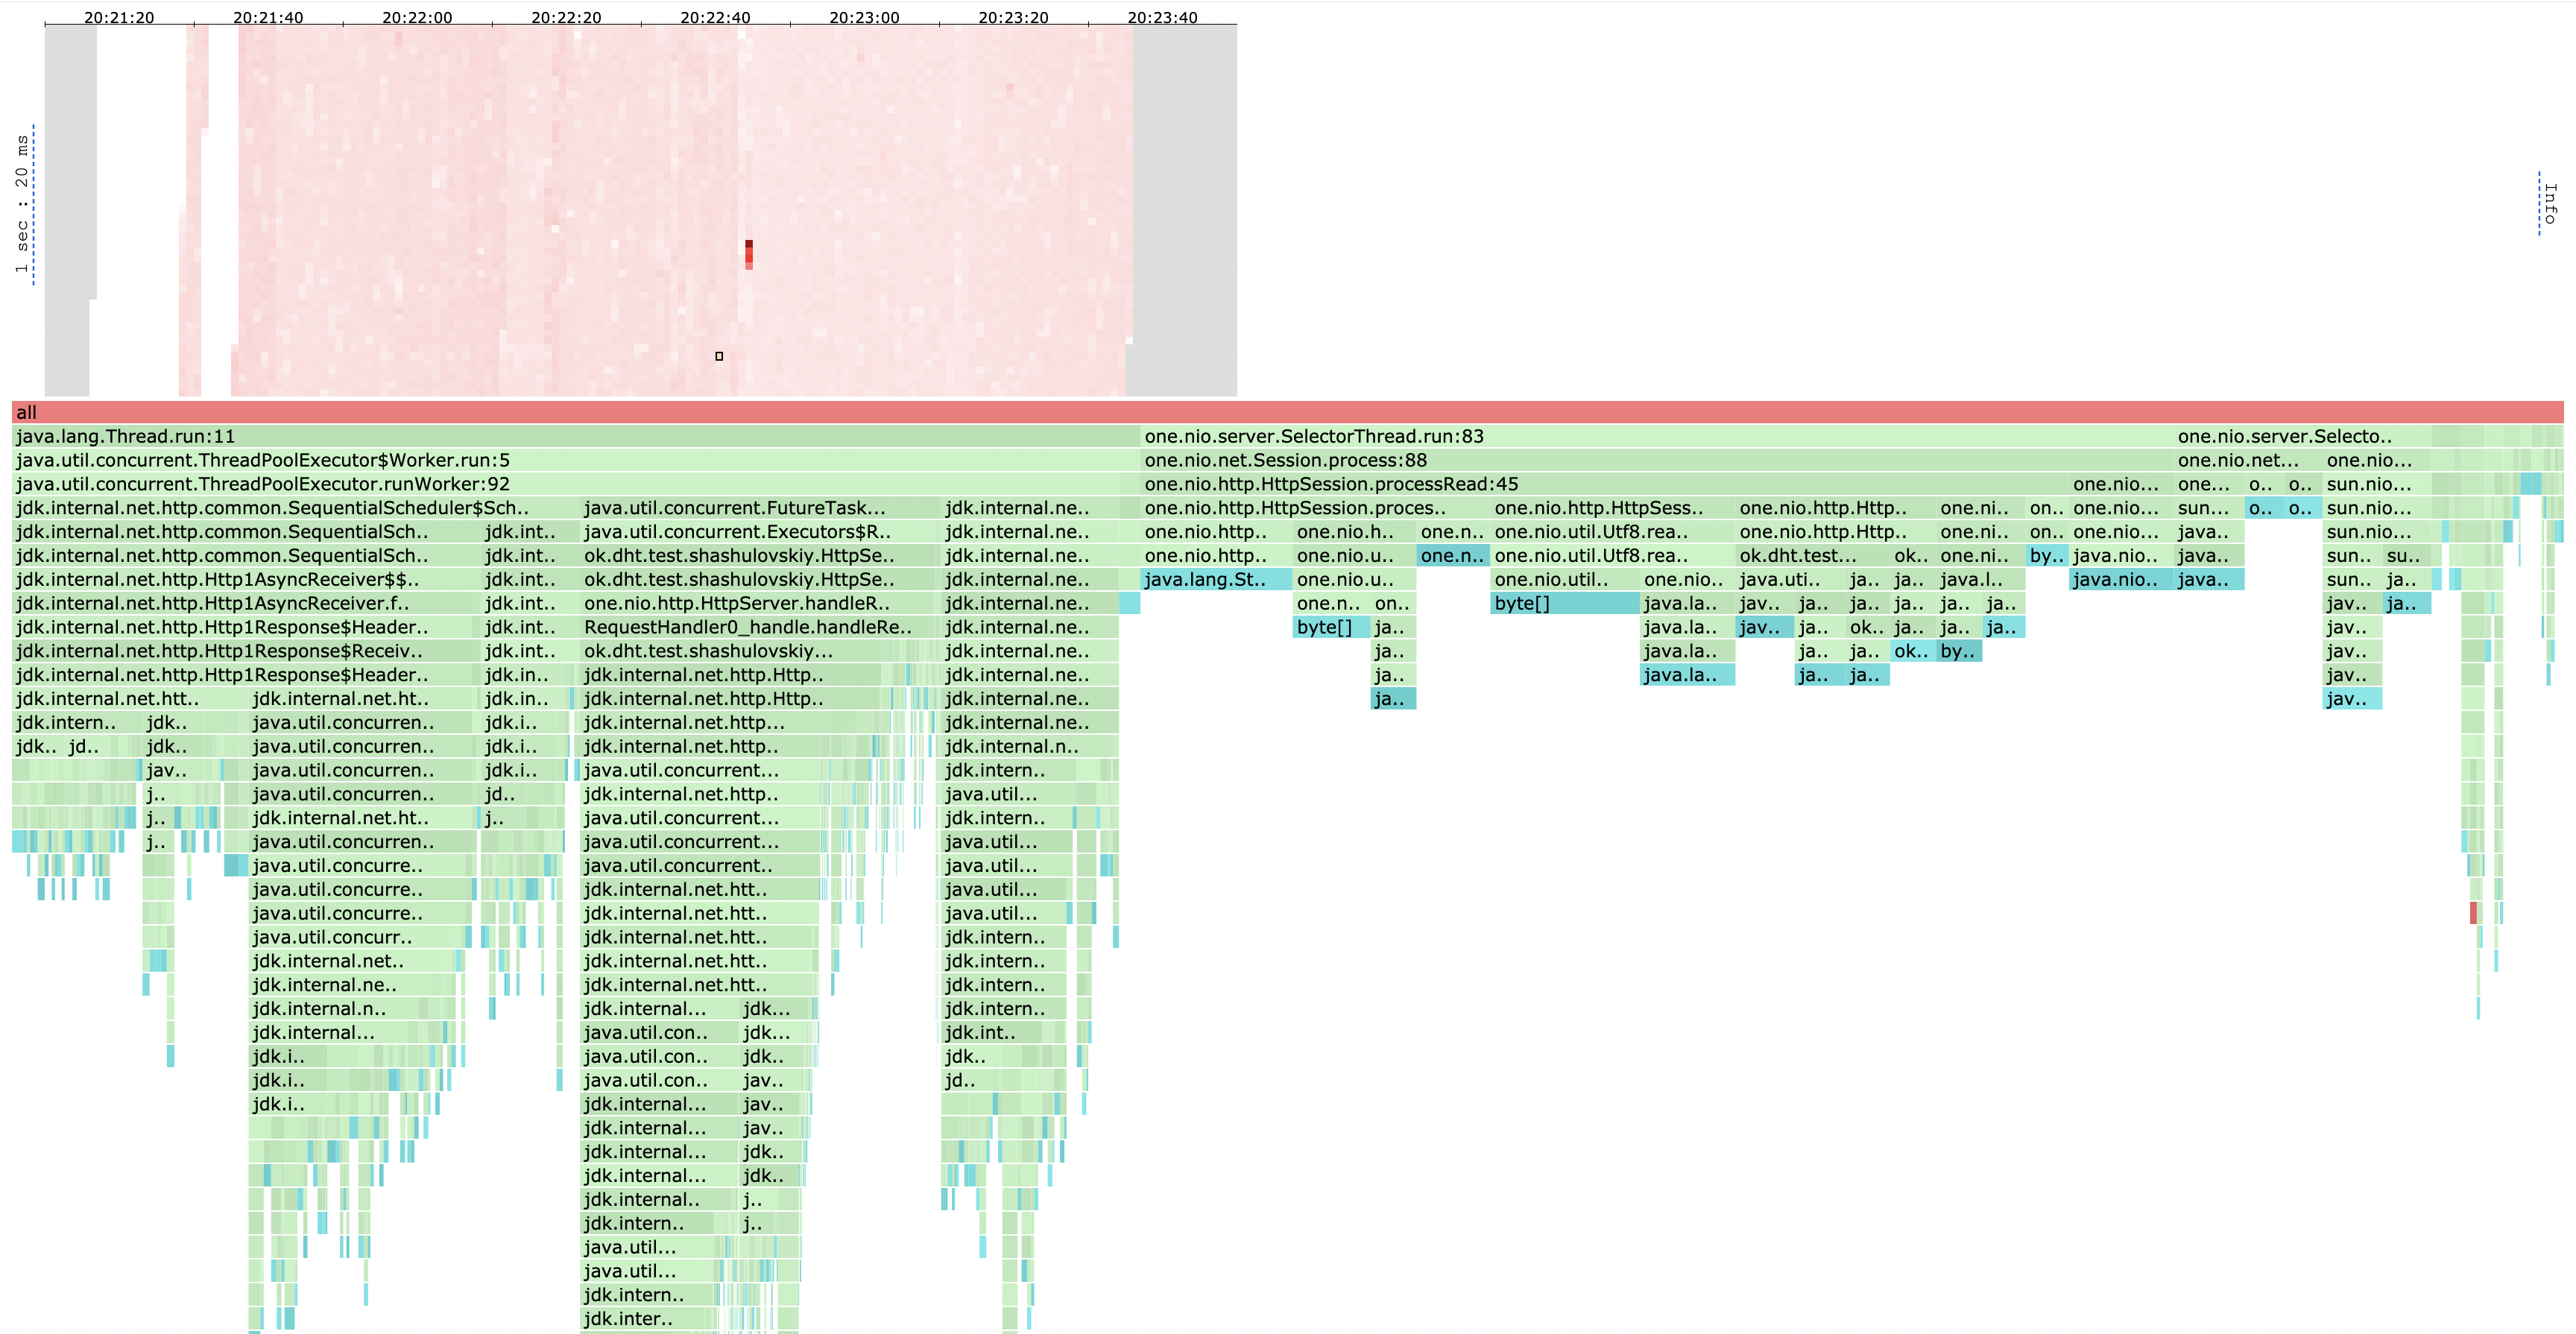 20:21:20 20:21:40 20:22:00 20:22:20 20:22:40 20:23:00 20:23:20 20:23:40
1 sec : 20 ms
Info
all
java.lang.Thread.run:11 one.nio.server.SelectorThread.run:83 one.nio.server.Selecto..
java.util.concurrent.ThreadPoolExecutor$Worker.run:5 one.nio.net.Session.process:88 one.nio.net... one.nio...
java.util.concurrent.ThreadPoolExecutor.runWorker:92 one.nio.http.HttpSession.processRead:45 one.nio... one... o.. o.. sun.nio...
jdk.internal.net.http.common.SequentialScheduler$Sch.. java.util.concurrent.FutureTask... jdk.internal.ne.. one.nio.http.HttpSession.proces.. one.nio.http.HttpSess.. one.nio.http.Http.. one.ni.. on.. one.nio... sun... o.. o.. sun.nio...
jdk.internal.net.http.common.SequentialSch.. jdk.int.. java.util.concurrent.Executors$R.. jdk.internal.ne.. one.nio.http.. one.nio.h.. one.n.. one.nio.util.Utf8.rea.. one.nio.http.Http.. one.ni.. on.. one.nio... java.. sun.nio...
jdk.internal.net.http.common.SequentialSch.. jdk.int.. ok.dht.test.shashulovskiy.HttpSe.. jdk.internal.ne.. one.nio.http.. one.nio.u.. one.n.. one.nio.util.Utf8.rea.. ok.dht.test... ok.. one.ni.. by.. java.nio.. java.. sun.. su..
jdk.internal.net.http.Http1AsyncReceiver$$.. jdk.int.. ok.dht.test.shashulovskiy.HttpSe.. jdk.internal.ne.. java.lang.St.. one.nio.u.. one.nio.util.. one.nio.. java.uti.. ja.. ja.. java.l.. java.nio.. java.. sun.. ja..
jdk.internal.net.http.Http1AsyncReceiver.f.. jdk.int.. one.nio.http.HttpServer.handleR.. jdk.internal.ne.. one.n.. on.. byte[] java.la.. jav.. ja.. ja.. ja.. ja.. ja.. jav.. ja..
jdk.internal.net.http.Http1Response$Header.. jdk.int.. RequestHandler0_handle.handleRe.. jdk.internal.ne.. byte[] ja.. java.la.. jav.. ja.. ok.. ja.. ja.. ja.. jav..
jdk.internal.net.http.Http1Response$Receiv.. jdk.int.. ok.dht.test.shashulovskiy... jdk.internal.ne.. ja.. java.la.. ja.. ja.. ok.. by.. jav..
jdk.internal.net.http.Http1Response$Header.. jdk.in.. jdk.internal.net.http.Http.. jdk.internal.ne.. ja.. java.la.. ja.. ja.. jav..
jdk.internal.net.htt.. jdk.internal.net.ht.. jdk.in.. jdk.internal.net.http.Http.. jdk.internal.ne.. ja.. jav..
jdk.intern.. jdk.. java.util.concurren.. jdk.i.. jdk.internal.net.http... jdk.internal.ne..
jdk.. jd.. jdk.. java.util.concurren.. jdk.i.. jdk.internal.net.http.. jdk.internal.n..
jav.. java.util.concurren.. jdk.i.. java.util.concurrent... jdk.intern..
j.. java.util.concurren.. jd.. jdk.internal.net.http.. java.util...
j.. jdk.internal.net.ht.. j.. java.util.concurrent... jdk.intern..
j.. java.util.concurren.. java.util.concurrent... java.util...
java.util.concurre.. java.util.concurrent.. java.util...
java.util.concurre.. jdk.internal.net.htt.. java.util...
java.util.concurre.. jdk.internal.net.htt.. java.util...
java.util.concurr.. jdk.internal.net.htt.. jdk.intern..
jdk.internal.net.. jdk.internal.net.htt.. jdk.intern..
jdk.internal.ne.. jdk.internal.net.htt.. jdk.intern..
jdk.internal.n.. jdk.internal... jdk... jdk.intern..
jdk.internal... java.util.con.. jdk... jdk.int..
jdk.i.. java.util.con.. jdk.. jdk..
jdk.i.. java.util.con.. jav.. jd..
jdk.i.. jdk.internal... jav..
jdk.internal... jav..
jdk.internal... jdk..
jdk.internal... jdk..
jdk.internal.. j..
jdk.intern.. j..
java.util...
java.util...
jdk.intern..
jdk.inter..